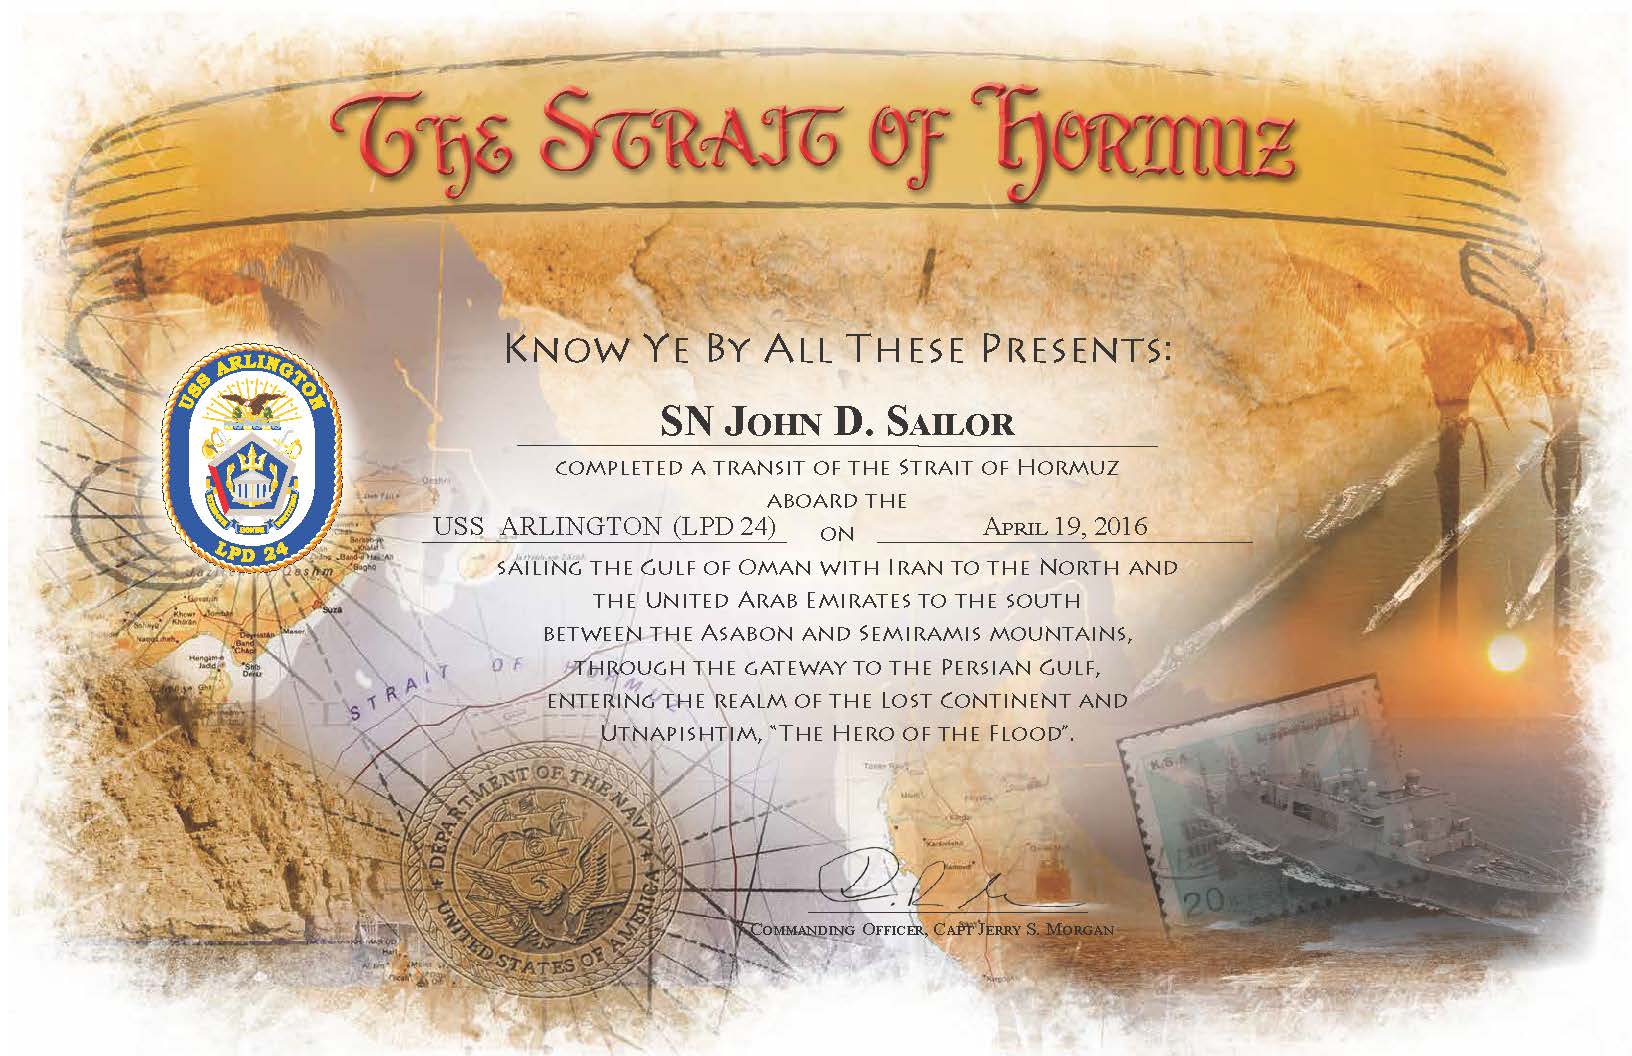 The Strait of Hormuz
Know Ye By All These Presents:
SN John D. Sailor
completed a transit of the Strait of Hormuz
aboard the
USS ARLINGTON (LPD 24) on April 19, 2016
sailing the Gulf of Oman with Iran to the North and
the United Arab Emirates to the south
between the Asabon and Semiramis mountains,
through the gateway to the Persian Gulf,
entering the realm of the Lost Continent and
Utnapishtim, “The Hero of the Flood”.
Commanding Officer, CAPT Jerry S. Morgan
USS ARLINGTON
LPD 24
Suza
STRAIT OF HORMUZ
DEPARTMENT OF THE NAVY
UNITED STATES OF AMERICA
20